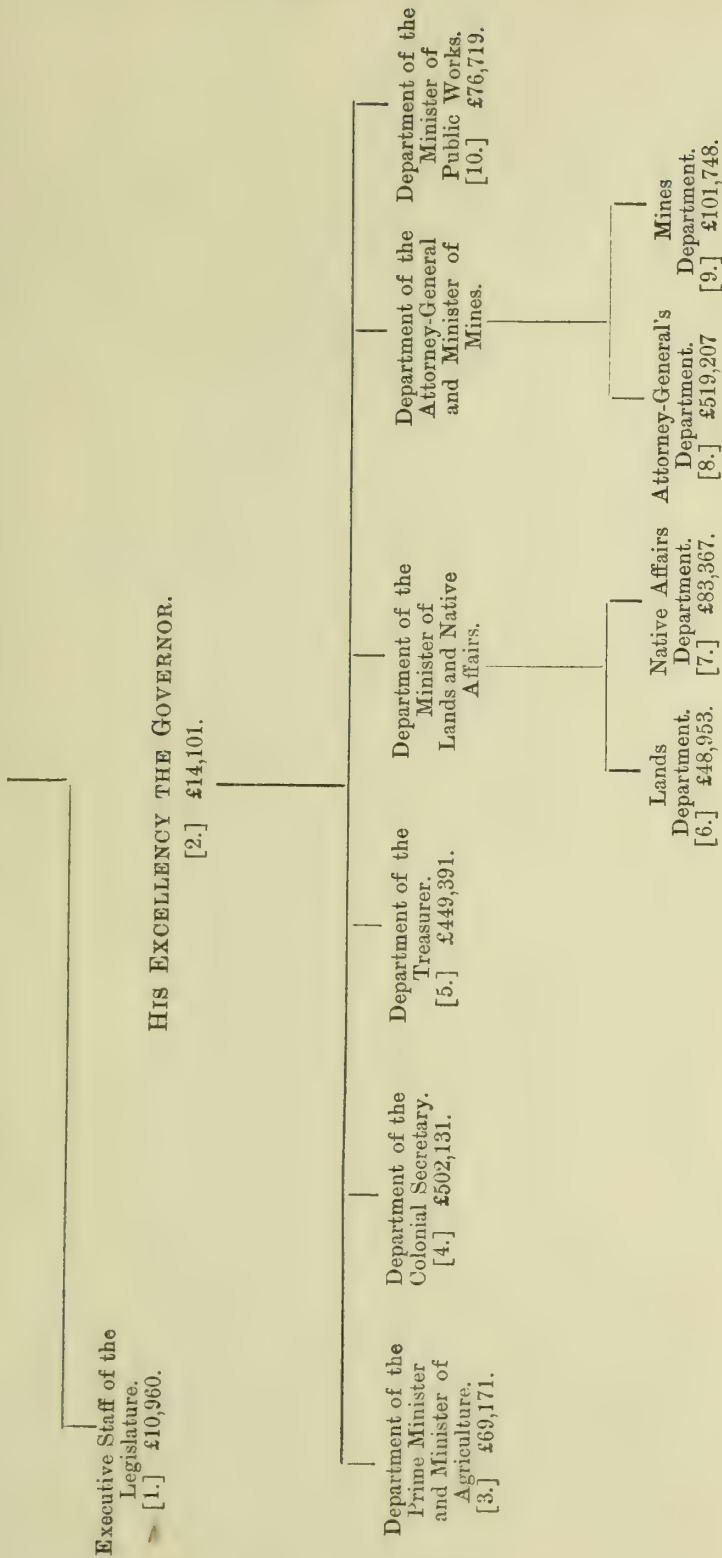 Executive Staff of the
Legislature.
[1.] £10,960.
HIS EXCELLENCY THE GOVERNOR.
[2.] £14,101.
Department of the
Prime Minister
and Minister of
Agriculture.
[3.] £69,171.
Department of the
Colonial Secretary.
[4.] £502,131.
Department of the
Treasurer.
[5.] £449,391.
Department of the
Minister of
Lands and Native
Affairs.
Department of the
Attorney-General
and Minister of
Mines.
Department of the
Minister of
Public Works.
[10.] £76,719.
Lands
Department.
[6.] £48,953.
Native Affairs
Department.
[7.] £83,367.
Attorney-General's
Department.
[8.] £519,207
Mines
Department.
[9.] £101,748.